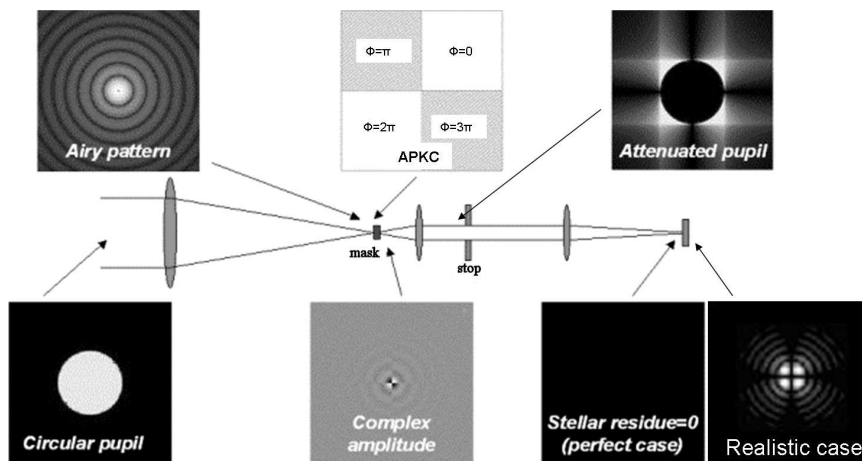 Airy pattern
Φ=π
Φ=0
Φ=2π
Φ=3π
APKC
Attenuated pupil
mask
stop
Circular pupil
Complex
amplitude
Stellar residue=0
(perfect case)
Realistic case